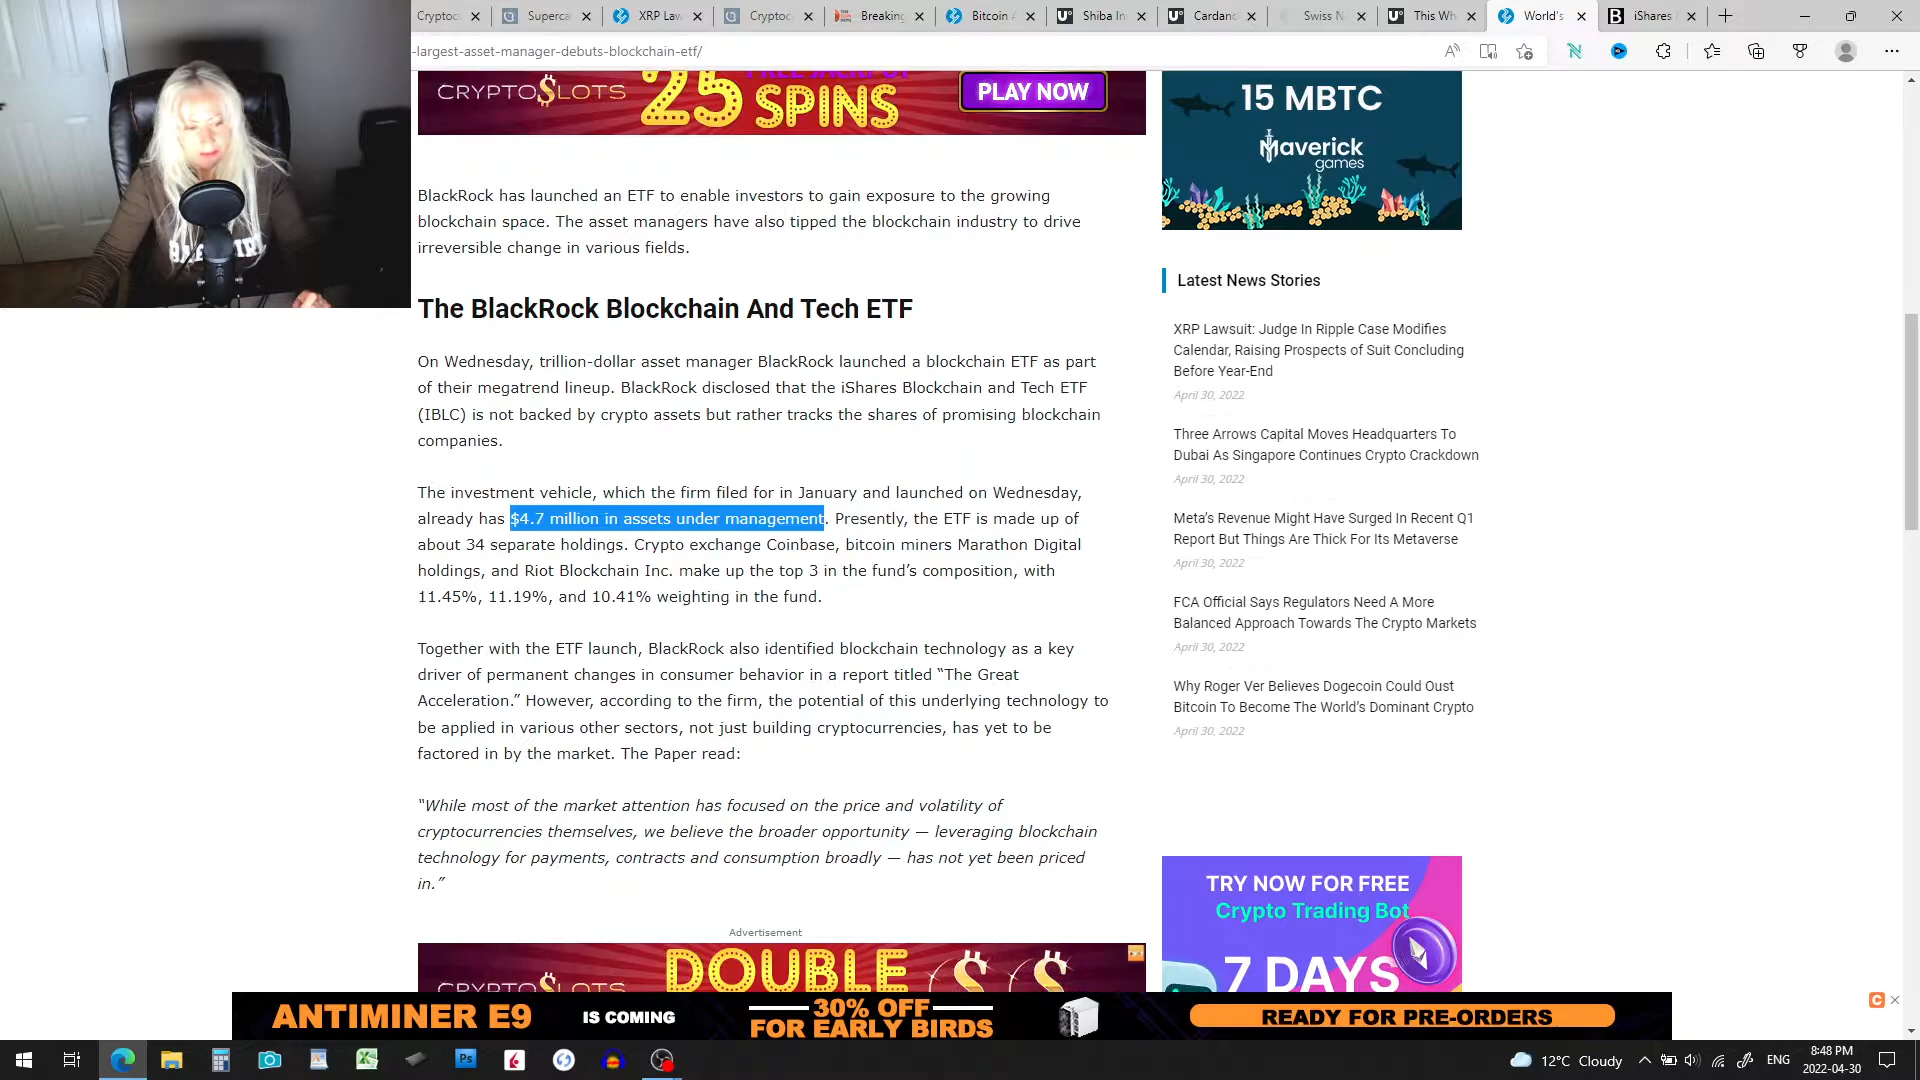 Cryptoc
Superca
XRP Law
Cryptoc
Breaking
Bitcoin A
Shiba In
Cardano
Swiss N
This Wh
World's
iShares
-largest-asset-manager-debuts-blockchain-etf/
FREE JACKPOT
CRYPTO$LOTS
25
SPINS
PLAY NOW
15 MBTC
Maverick
games
BlackRock has launched an ETF to enable investors to gain exposure to the growing
blockchain space. The asset managers have also tipped the blockchain industry to drive
irreversible change in various fields.
The BlackRock Blockchain And Tech ETF
On Wednesday, trillion-dollar asset manager BlackRock launched a blockchain ETF as part
of their megatrend lineup. BlackRock disclosed that the iShares Blockchain and Tech ETF
(IBLC) is not backed by crypto assets but rather tracks the shares of promising blockchain
companies.
The investment vehicle, which the firm filed for in January and launched on Wednesday,
already has $4.7 million in assets under management. Presently, the ETF is made up of
about 34 separate holdings. Crypto exchange Coinbase, bitcoin miners Marathon Digital
holdings, and Riot Blockchain Inc. make up the top 3 in the fund’s composition, with
11.45%, 11.19%, and 10.41% weighting in the fund.
Together with the ETF launch, BlackRock also identified blockchain technology as a key
driver of permanent changes in consumer behavior in a report titled “The Great
Acceleration.” However, according to the firm, the potential of this underlying technology to
be applied in various other sectors, not just building cryptocurrencies, has yet to be
factored in by the market. The Paper read:
“While most of the market attention has focused on the price and volatility of
cryptocurrencies themselves, we believe the broader opportunity — leveraging blockchain
technology for payments, contracts and consumption broadly — has not yet been priced
in.”
Advertisement
CRYPTO$LOTS
DOUBLE
Latest News Stories
XRP Lawsuit: Judge In Ripple Case Modifies
Calendar, Raising Prospects of Suit Concluding
Before Year-End
April 30, 2022
Three Arrows Capital Moves Headquarters To
Dubai As Singapore Continues Crypto Crackdown
April 30, 2022
Meta’s Revenue Might Have Surged In Recent Q1
Report But Things Are Thick For Its Metaverse
April 30, 2022
FCA Official Says Regulators Need A More
Balanced Approach Towards The Crypto Markets
April 30, 2022
Why Roger Ver Believes Dogecoin Could Oust
Bitcoin To Become The World’s Dominant Crypto
April 30, 2022
TRY NOW FOR FREE
Crypto Trading Bot
7 DAYS
ANTIMINER E9
IS COMING
30% OFF
FOR EARLY BIRDS
READY FOR PRE-ORDERS
12°C Cloudy
ENG
8:48 PM
2022-04-30